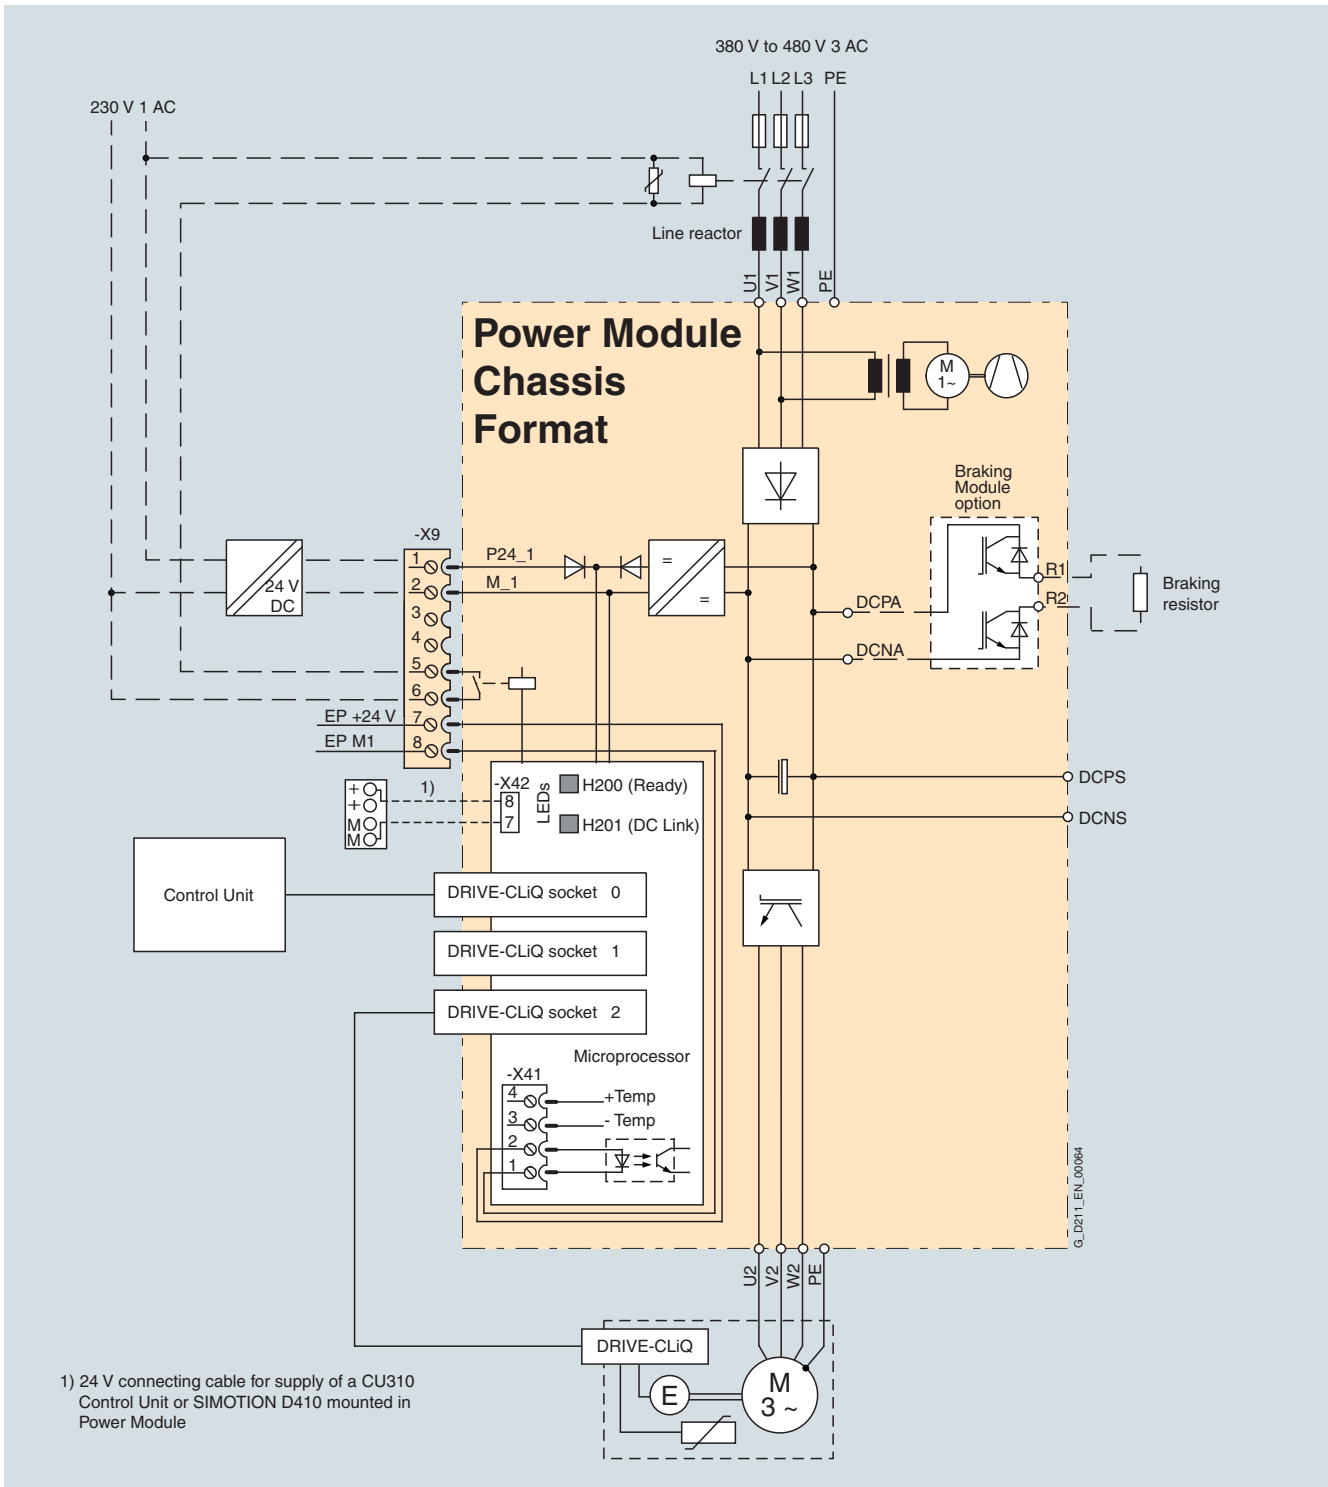 380 V to 480 V 3 AC
L1 L2 L3 PE
230 V 1 AC
Line reactor
U1
V1
W1
PE
Power Module
Chassis
Format
M
1~
Braking
Module
option
-X9
1
2
3
4
5
6
7
8
P24_1
M_1
24 V
DC
=
=
R1
R2
Braking
resistor
DCPA
DCNA
EP +24 V
EP M1
+
+
M
M
1)
-X42
8
7
LEDs
H200 (Ready)
H201 (DC Link)
DCPS
DCNS
Control Unit
DRIVE-CLiQ socket 0
DRIVE-CLiQ socket 1
DRIVE-CLiQ socket 2
Microprocessor
-X41
4
3
2
1
+Temp
- Temp
G_D211_EN_00064
U2
V2
W2
PE
DRIVE-CLiQ
E
M
3 ~
1) 24 V connecting cable for supply of a CU310
Control Unit or SIMOTION D410 mounted in
Power Module